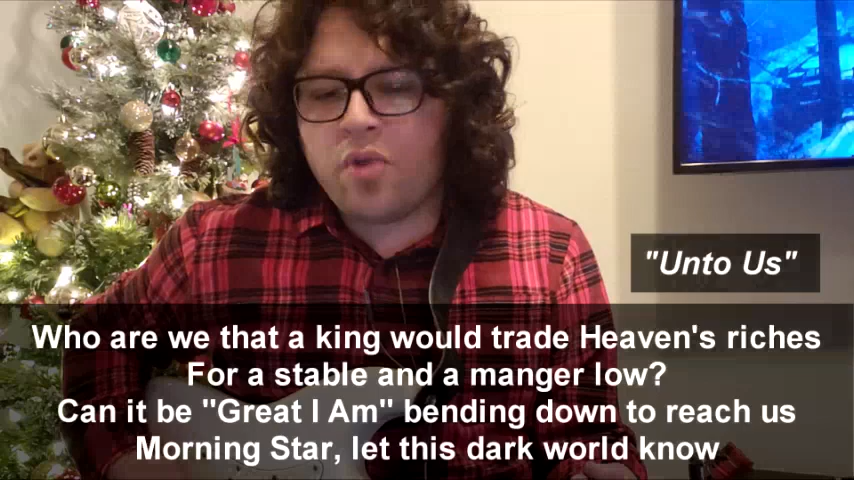 "Unto Us"
Who are we that a king would trade Heaven's riches
For a stable and a manger low?
Can it be "Great I Am" bending down to reach us
Morning Star, let this dark world know